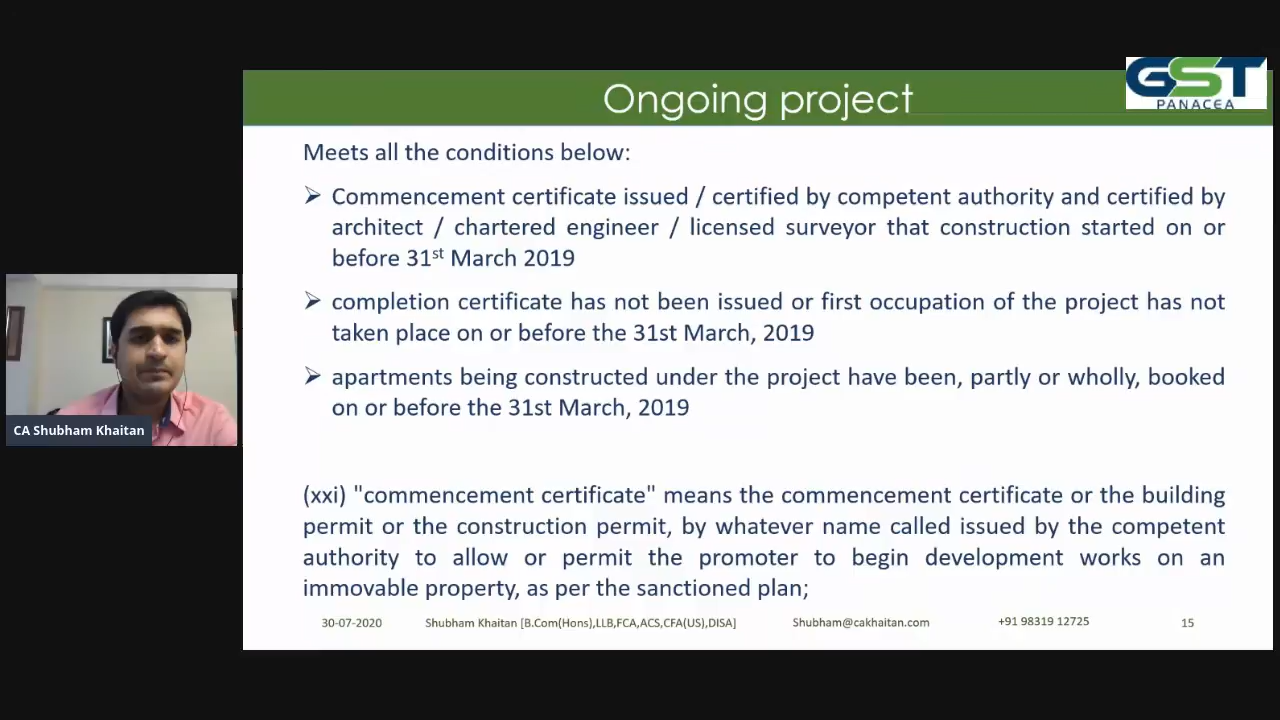 Ongoing project
GST
PANACEA
Meets all the conditions below:
➢ Commencement certificate issued / certified by competent authority and certified by
architect / chartered engineer / licensed surveyor that construction started on or
before 31st March 2019
➢ completion certificate has not been issued or first occupation of the project has not
taken place on or before the 31st March, 2019
➢ apartments being constructed under the project have been, partly or wholly, booked
on or before the 31st March, 2019
CA Shubham Khaitan
(xxi) "commencement certificate" means the commencement certificate or the building
permit or the construction permit, by whatever name called issued by the competent
authority to allow or permit the promoter to begin development works on an
immovable property, as per the sanctioned plan;
30-07-2020 Shubham Khaitan [B.Com(Hons),LLB,FCA,ACS,CFA(US),DISA] Shubham@cakhaitan.com +91 98319 12725 15